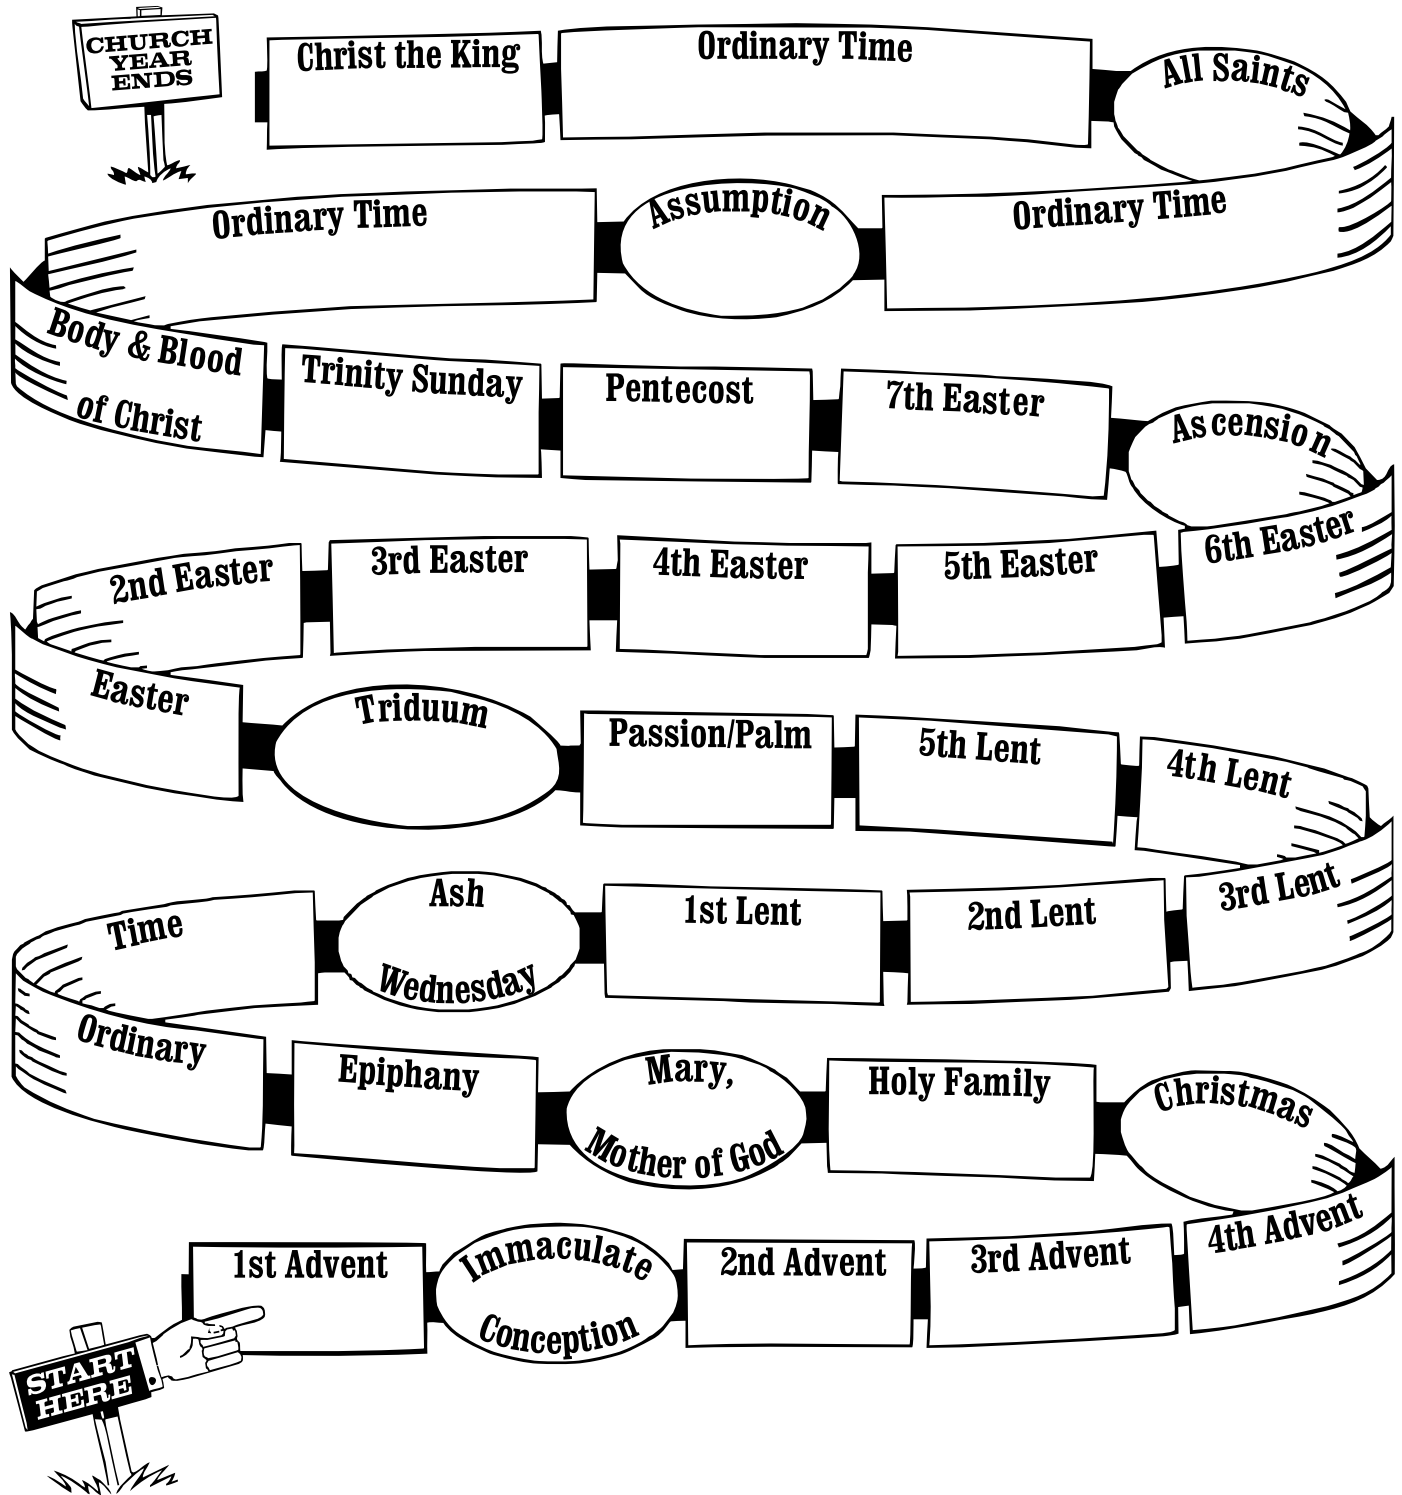 CHURCH
YEAR
ENDS
Christ the King
Ordinary Time
All Saints
Ordinary Time
Assumption
Ordinary Time
Body & Blood
of Christ
Trinity Sunday
Pentecost
7th Easter
Ascension
2nd Easter
3rd Easter
4th Easter
5th Easter
6th Easter
Easter
Triduum
Passion/Palm
5th Lent
4th Lent
Time
Ash
Wednesday
1st Lent
2nd Lent
3rd Lent
Ordinary
Epiphany
Mary,
Mother of God
Holy Family
Christmas
1st Advent
Immaculate
Conception
2nd Advent
3rd Advent
4th Advent
START
HERE